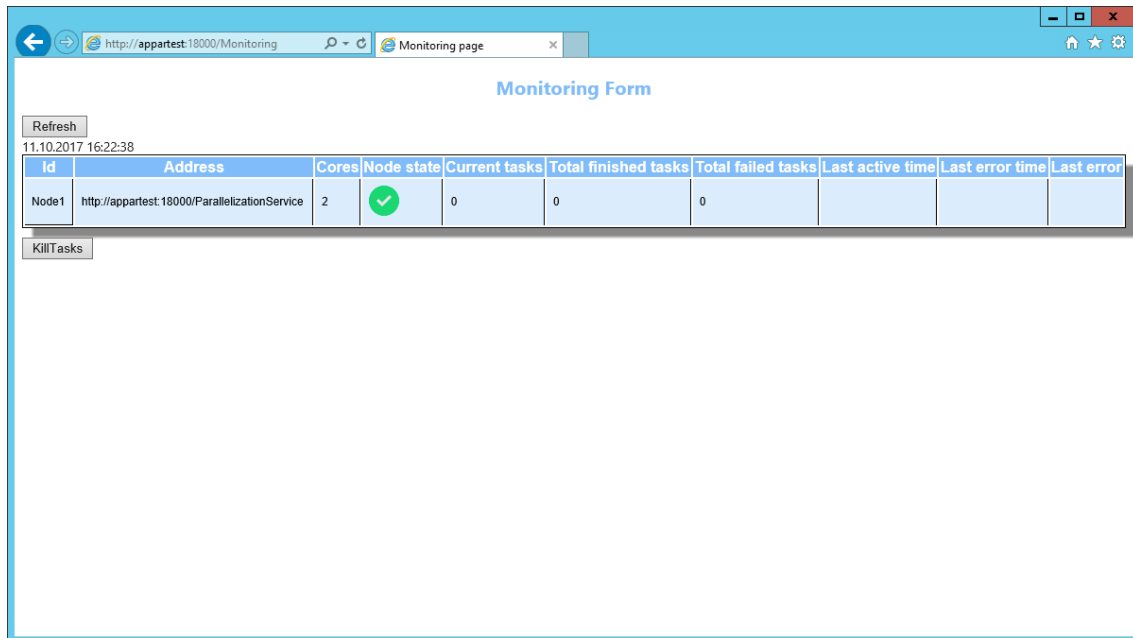 http://appartest:18000/Monitoring
Monitoring page
Monitoring Form
Refresh
11.10.2017 16:22:38
Id Address Cores Node state Current tasks Total finished tasks Total failed tasks Last active time Last error time Last error
Node1 http://appartest:18000/ParallelizationService 2 0 0 0
KillTasks